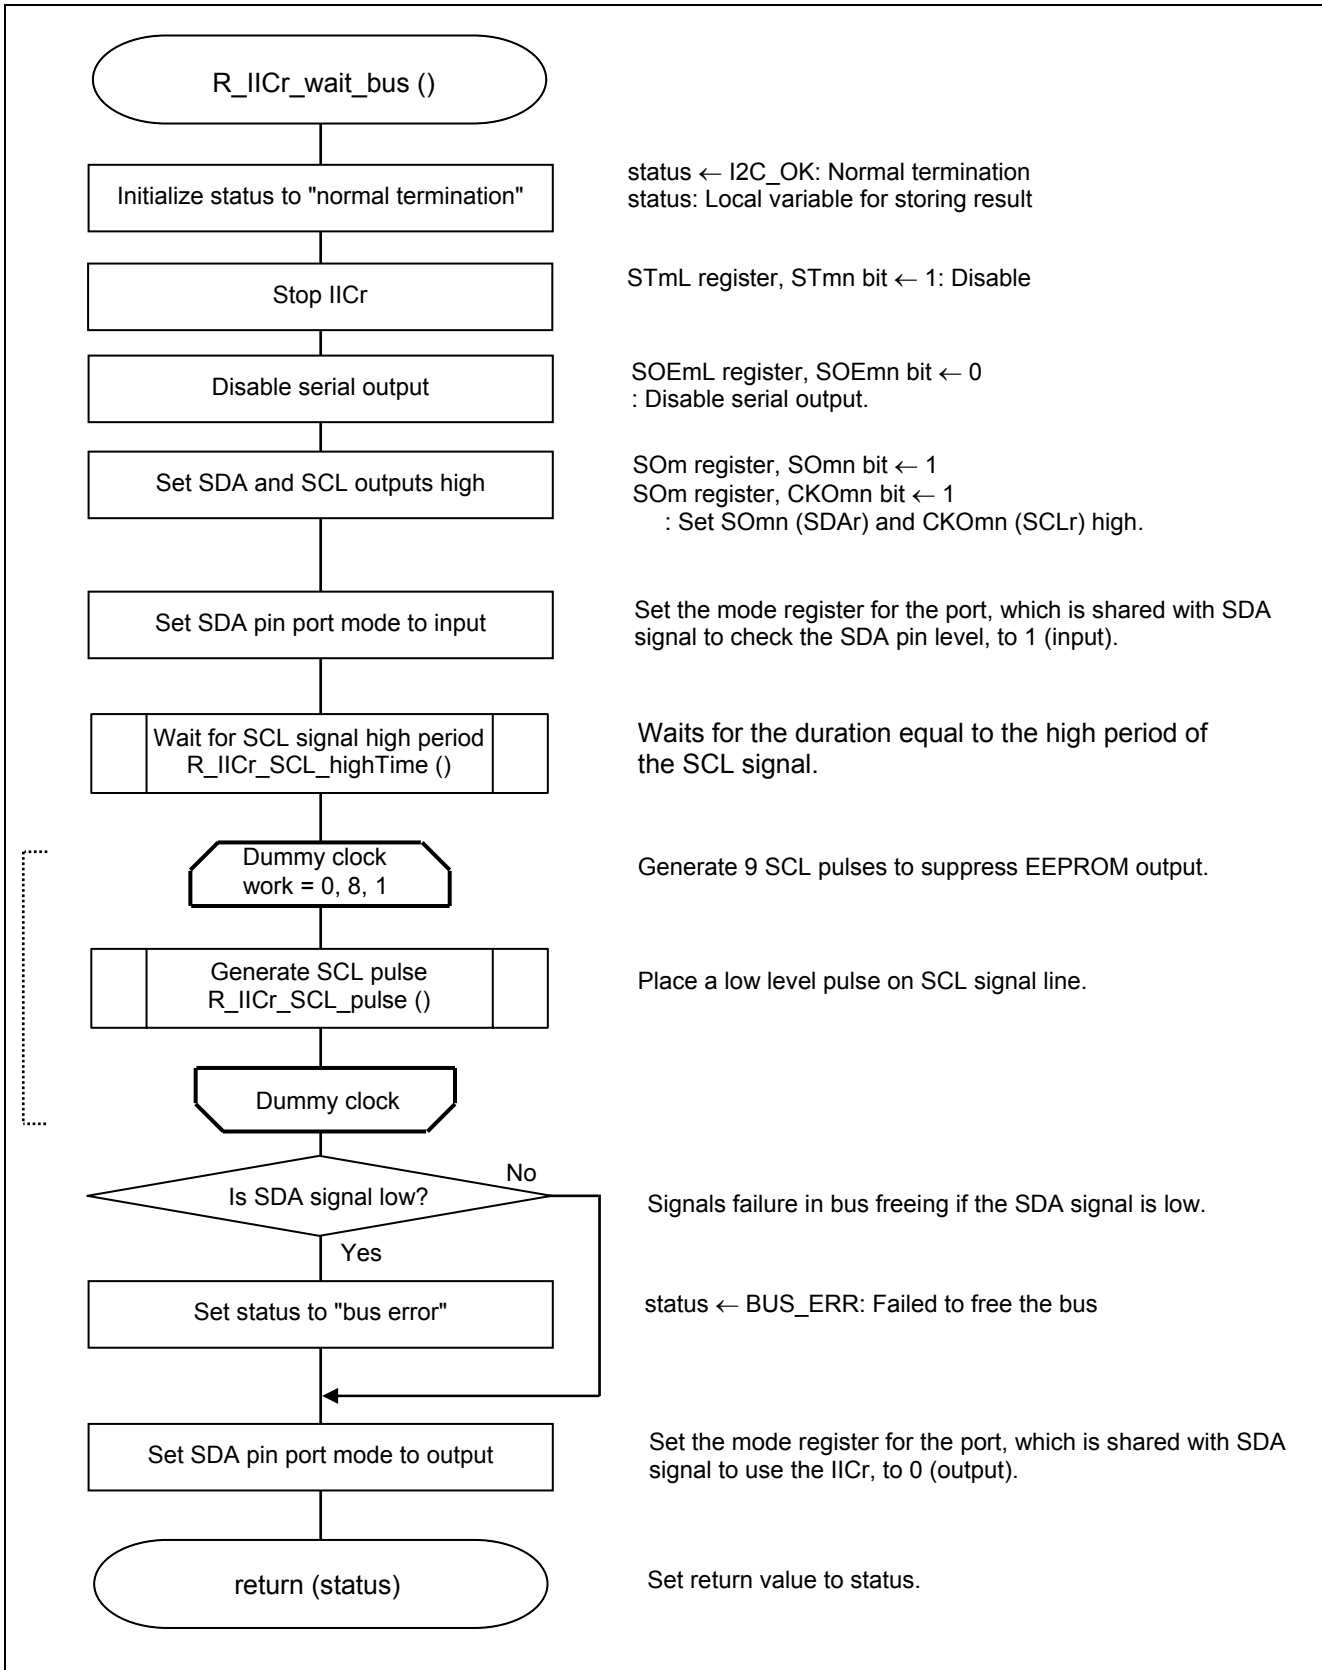 R_IICr_wait_bus ()
Initialize status to "normal termination"
status ← I2C_OK: Normal termination
status: Local variable for storing result
Stop IICr
STmL register, STmn bit ← 1: Disable
Disable serial output
SOEmL register, SOEmn bit ← 0
: Disable serial output.
Set SDA and SCL outputs high
SOm register, SOmn bit ← 1
SOm register, CKOmn bit ← 1
: Set SOmn (SDAr) and CKOmn (SCLr) high.
Set SDA pin port mode to input
Set the mode register for the port, which is shared with SDA
signal to check the SDA pin level, to 1 (input).
Wait for SCL signal high period
R_IICr_SCL_highTime ()
Waits for the duration equal to the high period of
the SCL signal.
Dummy clock
work = 0, 8, 1
Generate 9 SCL pulses to suppress EEPROM output.
Generate SCL pulse
R_IICr_SCL_pulse ()
Place a low level pulse on SCL signal line.
Dummy clock
Is SDA signal low?
No
Signals failure in bus freeing if the SDA signal is low.
Yes
Set status to "bus error"
status ← BUS_ERR: Failed to free the bus
Set SDA pin port mode to output
Set the mode register for the port, which is shared with SDA
signal to use the IICr, to 0 (output).
return (status)
Set return value to status.